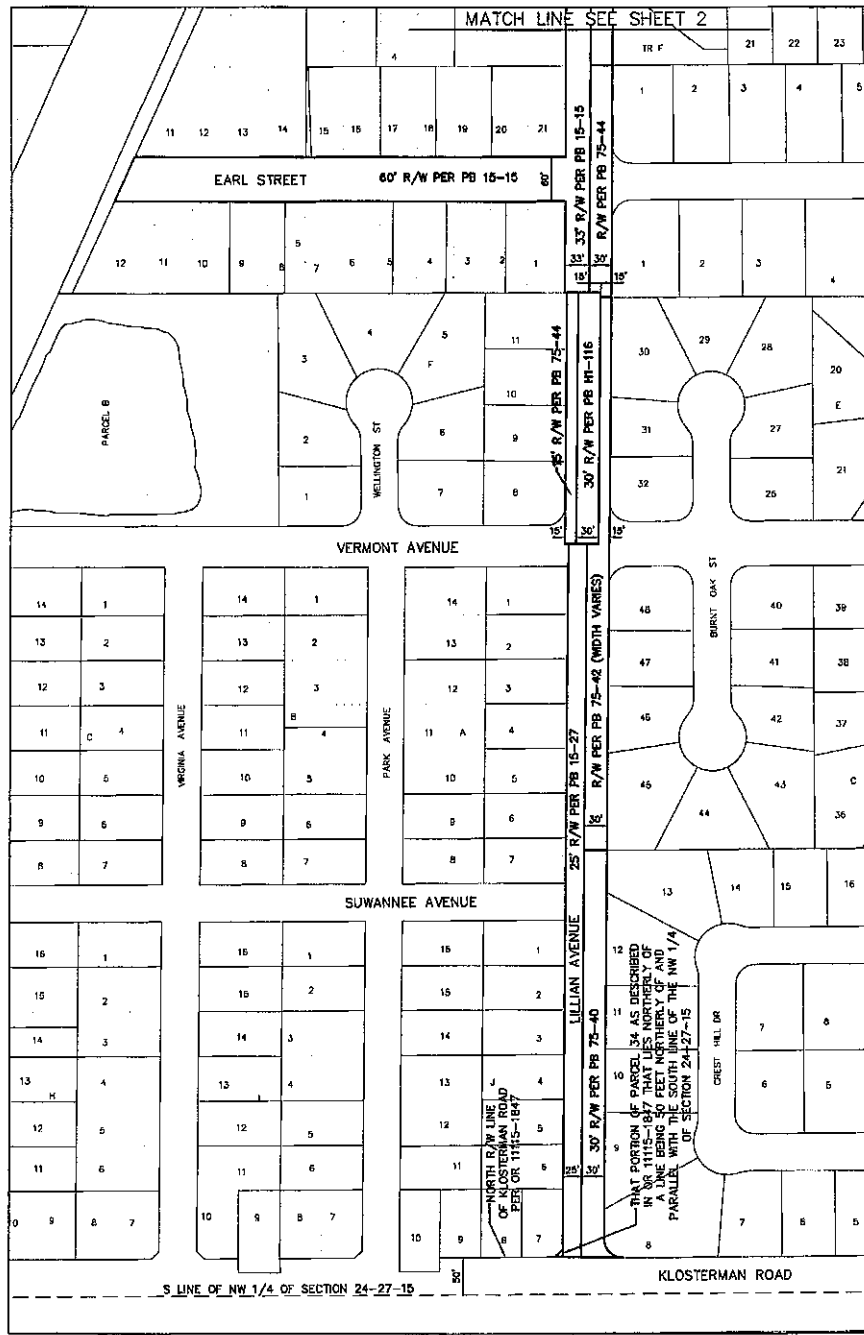 MATCH LINE SEE SHEET 2
4
TR F
21 22 23
11 12 13 14 15 16 17 18 19 20 21
1 2 3 4 5
33' R/W PER PB 15-15
R/W PER PB 75-44
EARL STREET
60' R/W PER PB 15-15
60'
12 11 10 9 8 7 6 5 4 3 2 1
5
33' 30'
15' 15'
1 2 3 4
PARCEL B
3 4 5
F
2 6
1 7
WELLINGTON ST
11
10
9
8
15' R/W PER PB 75-44
30' R/W PER PB H1-116
30 29 28
31 27
32 26
20
E
21
15' 30' 15'
VERMONT AVENUE
14 1 14 1 14 1
13 2 13 2 13 2
12 3 12 3 12 3
11 C 4 11 B 4 11 A 4
10 5 10 5 10 5
9 6 9 6 9 6
8 7 8 7 8 7
VIRGINIA AVENUE
PARK AVENUE
25' R/W PER PB 15-27
R/W PER PB 75-42 (WIDTH VARIES)
30'
BURNT OAK ST
48 40 39
47 41 38
46 42 37
45 44 43
C
36
SUWANNEE AVENUE
16 1 16 1 16 1
15 2 15 2 15 2
14 3 14 3 14 3
13 H 4 13 I 4 13 J 4
12 5 12 5 12 5
11 6 11 6 11 6
9 8 7 10 9 8 7 10 9 8 7
LILLIAN AVENUE
30' R/W PER PB 75-40
25' 30'
13 14 15 16
12
11
10
9
8
7 8
6 5
7 6 5
CREST HILL DR
NORTH R/W LINE
OF KLOSTERMAN ROAD
PER OR 11115-1847
THAT PORTION OF PARCEL 34 AS DESCRIBED
IN OR 11115-1847 THAT LIES NORTHERLY OF
A LINE BEING 50 FEET NORTHERLY OF AND
PARALLEL WITH THE SOUTH LINE OF THE NW 1/4
OF SECTION 24-27-15
50'
KLOSTERMAN ROAD
S LINE OF NW 1/4 OF SECTION 24-27-15